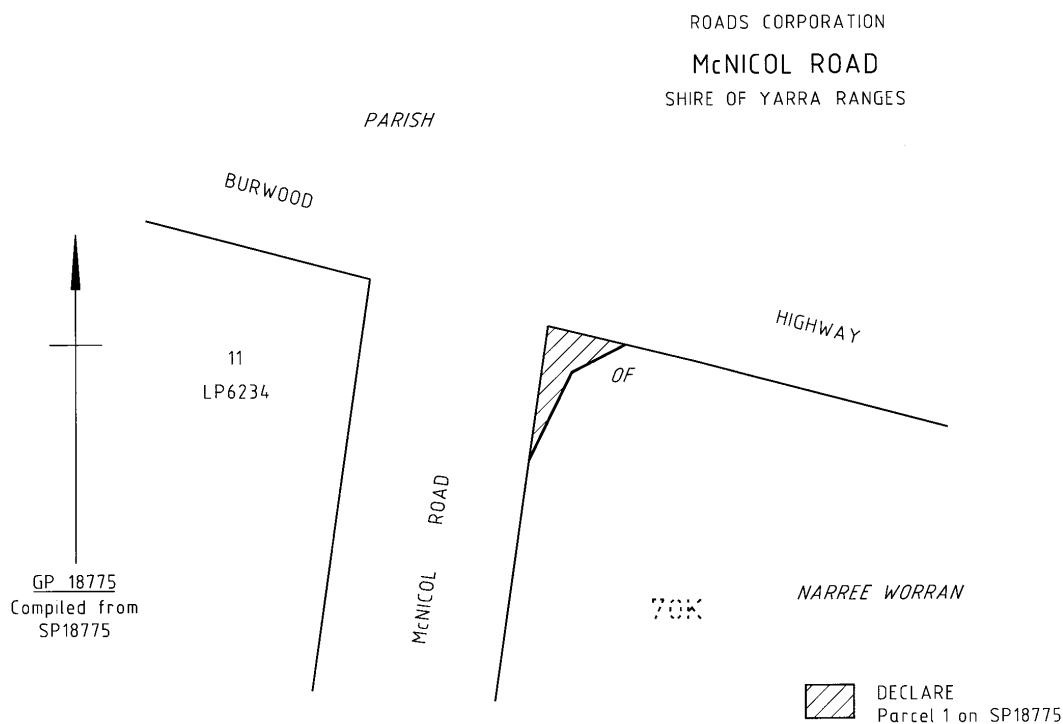 ROADS CORPORATION
McNICOL ROAD
SHIRE OF YARRA RANGES
PARISH
BURWOOD
HIGHWAY
11
LP6234
OF
McNICOL ROAD
GP 18775
Compiled from
SP18775
70K
NARREE WORRAN
DECLARE
Parcel 1 on SP18775